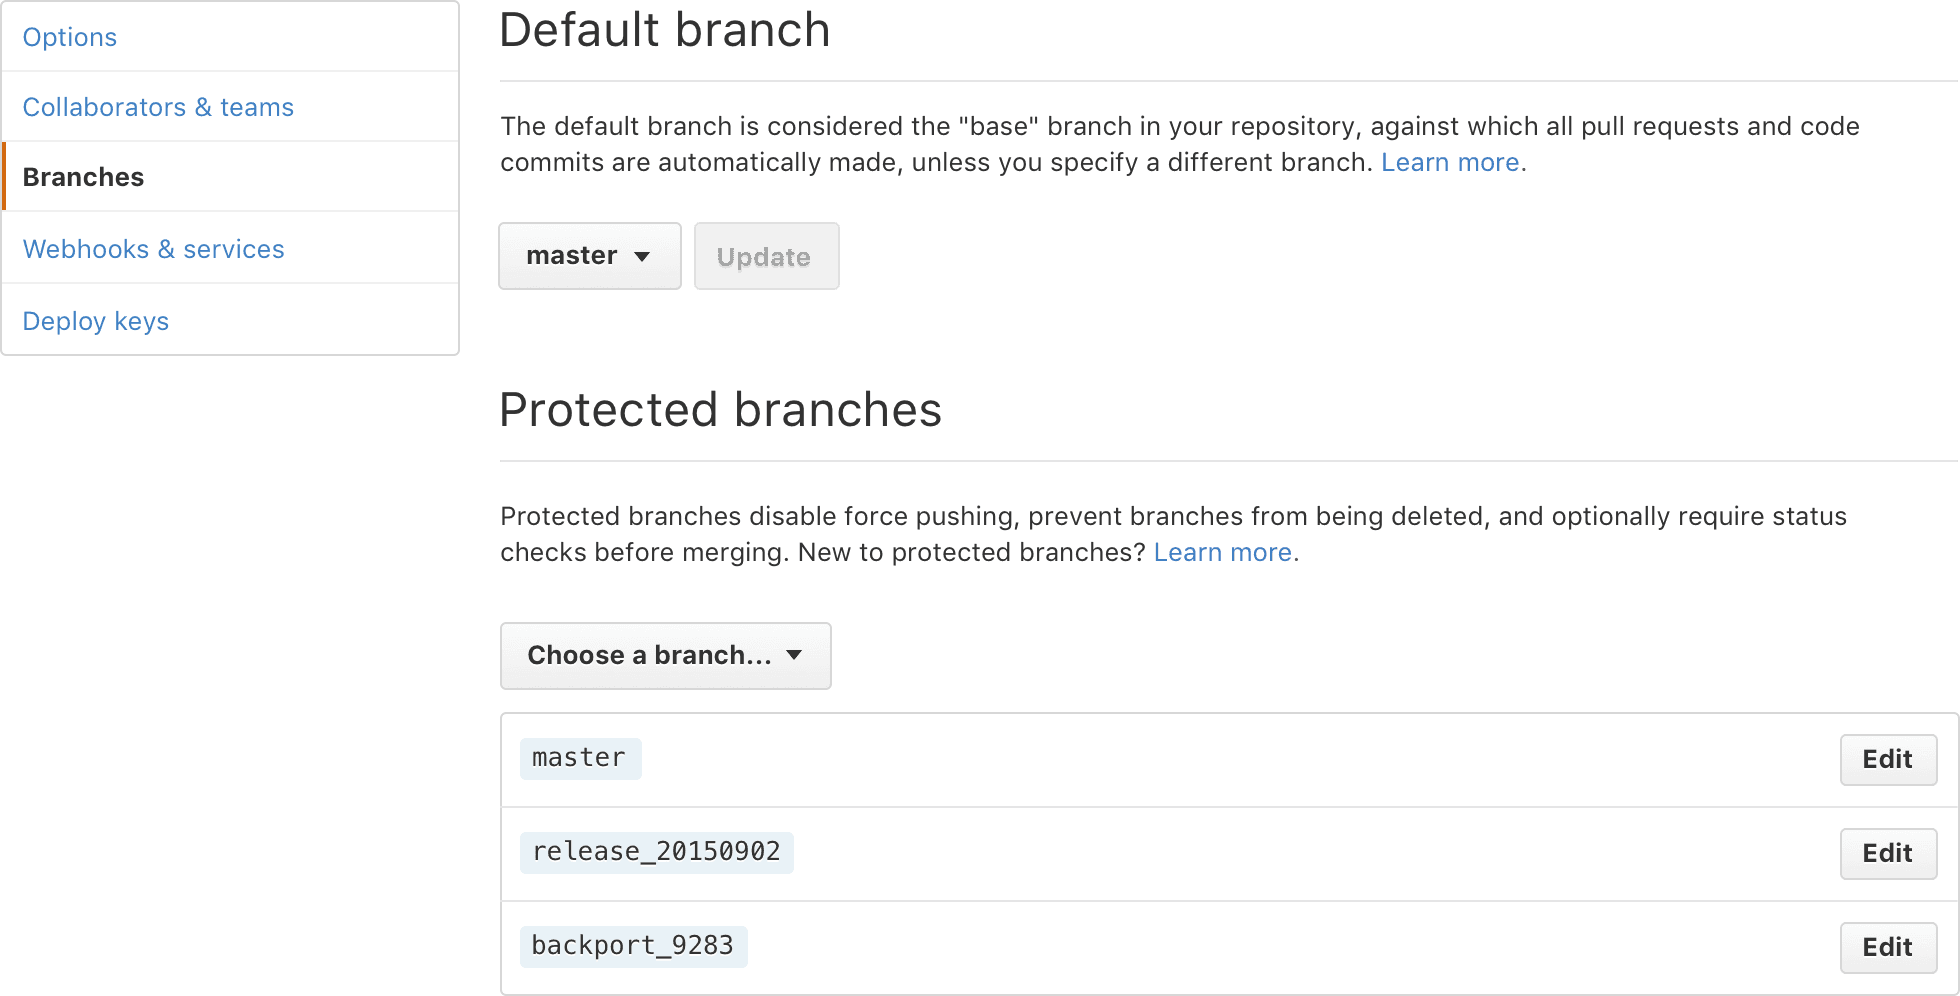 Options
Collaborators & teams
Branches
Webhooks & services
Deploy keys
Default branch
The default branch is considered the "base" branch in your repository, against which all pull requests and code
commits are automatically made, unless you specify a different branch. Learn more.
master
Update
Protected branches
Protected branches disable force pushing, prevent branches from being deleted, and optionally require status
checks before merging. New to protected branches? Learn more.
Choose a branch...
master
Edit
release_20150902
Edit
backport_9283
Edit